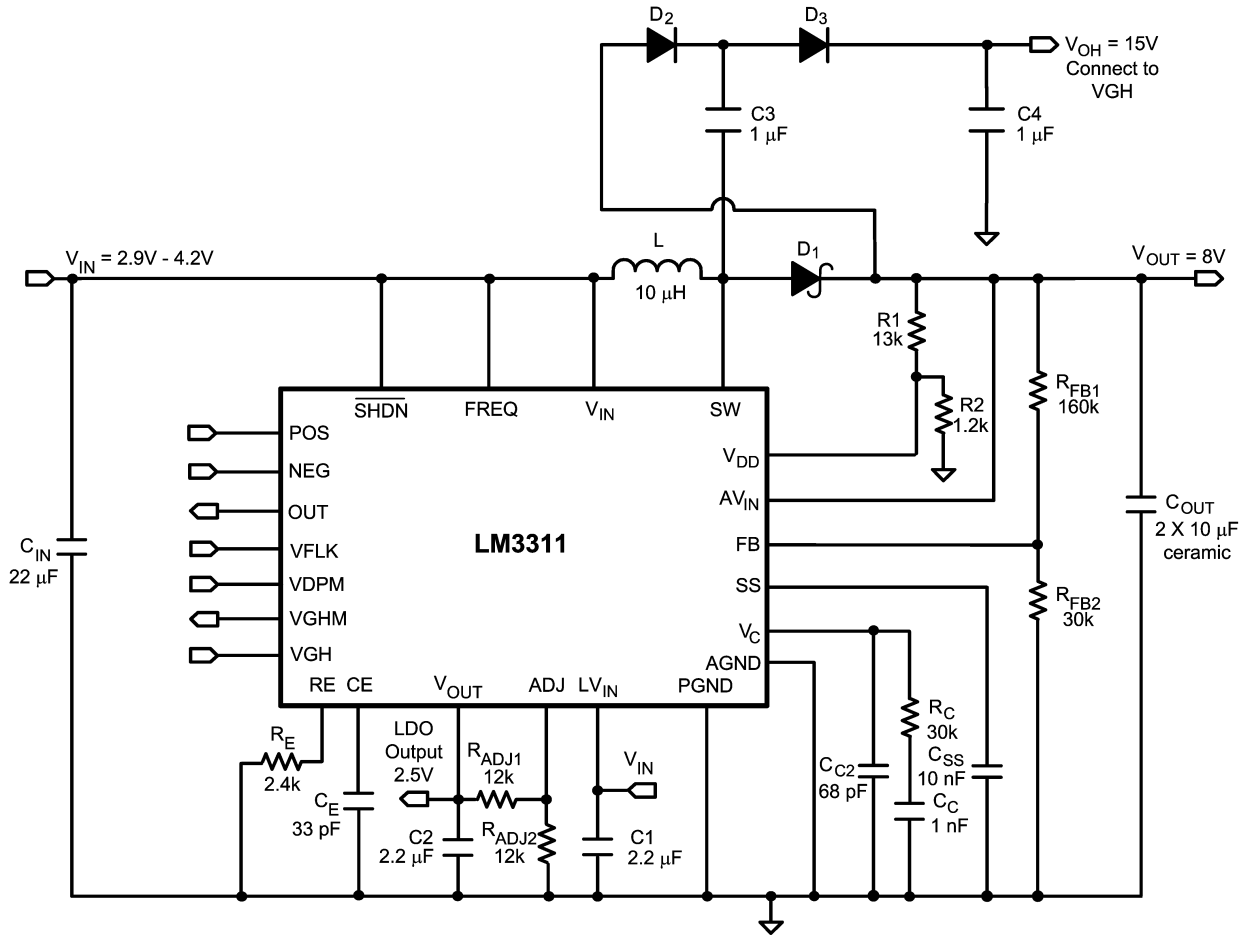 D2
D3
VOH = 15V
Connect to
VGH
C3
1 μF
C4
1 μF
VIN = 2.9V - 4.2V
L
10 μH
D1
VOUT = 8V
R1
13k
R2
1.2k
RFB1
160k
SHDN
FREQ
VIN
SW
POS
NEG
OUT
VFLK
VDPM
VGHM
VGH
VDD
AVIN
FB
SS
VC
AGND
LM3311
CIN
22 μF
COUT
2 X 10 μF
ceramic
RFB2
30k
RE
CE
VOUT
ADJ
LVIN
PGND
RE
2.4k
CE
33 pF
LDO
Output
2.5V
RADJ1
12k
RADJ2
12k
C2
2.2 μF
VIN
C1
2.2 μF
RC
30k
CC2
68 pF
CSS
10 nF
CC
1 nF